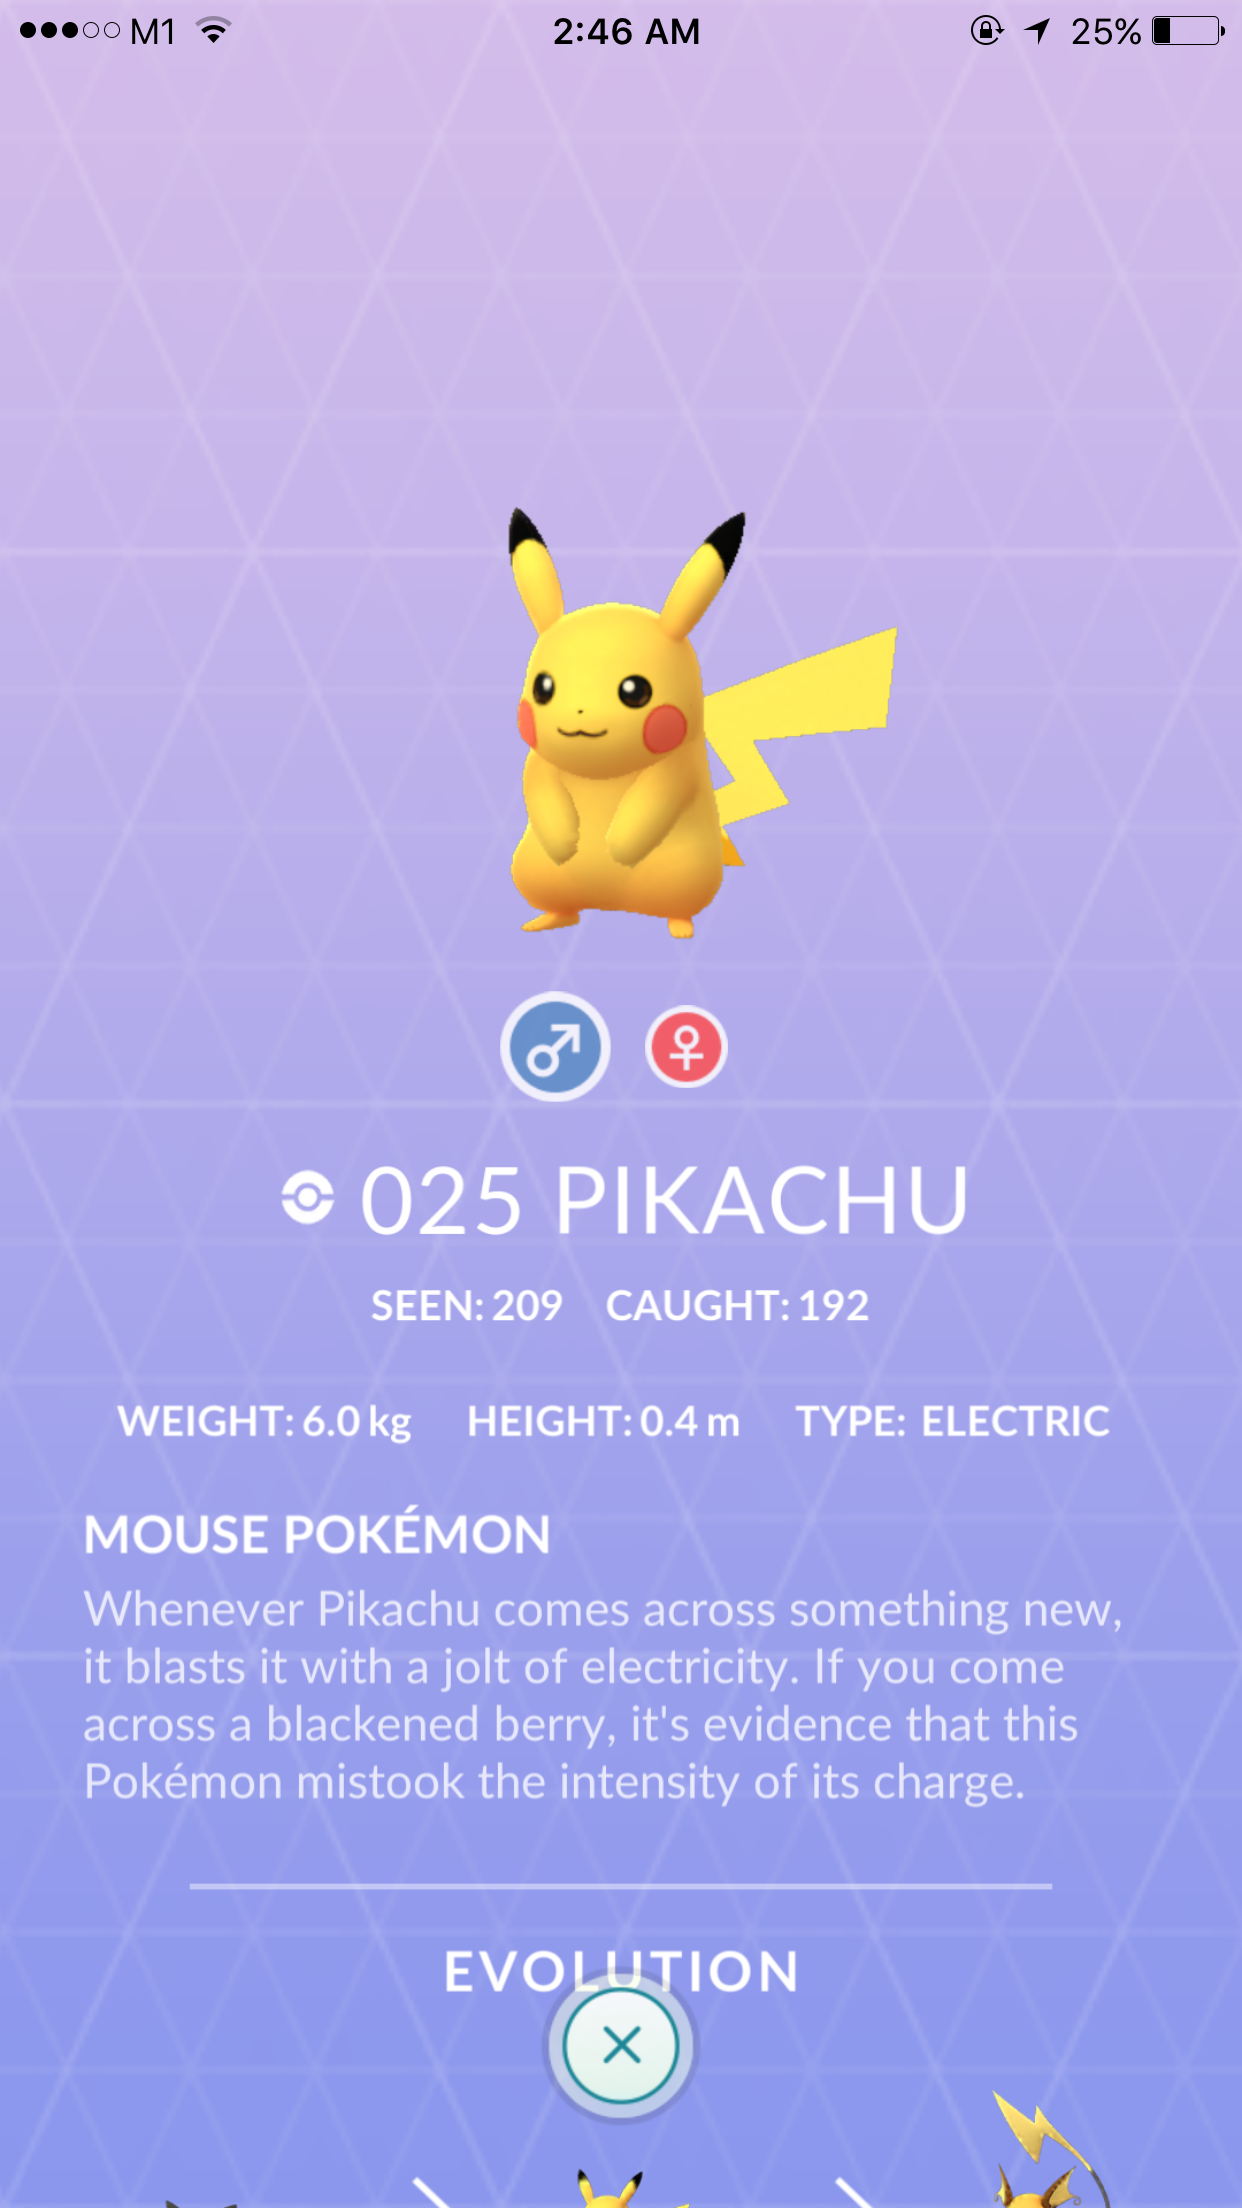 M1 2:46 AM 25%
025 PIKACHU
SEEN: 209 CAUGHT: 192
WEIGHT: 6.0 kg HEIGHT: 0.4 m TYPE: ELECTRIC
MOUSE POKÉMON
Whenever Pikachu comes across something new,
it blasts it with a jolt of electricity. If you come
across a blackened berry, it's evidence that this
Pokémon mistook the intensity of its charge.
EVOLUTION